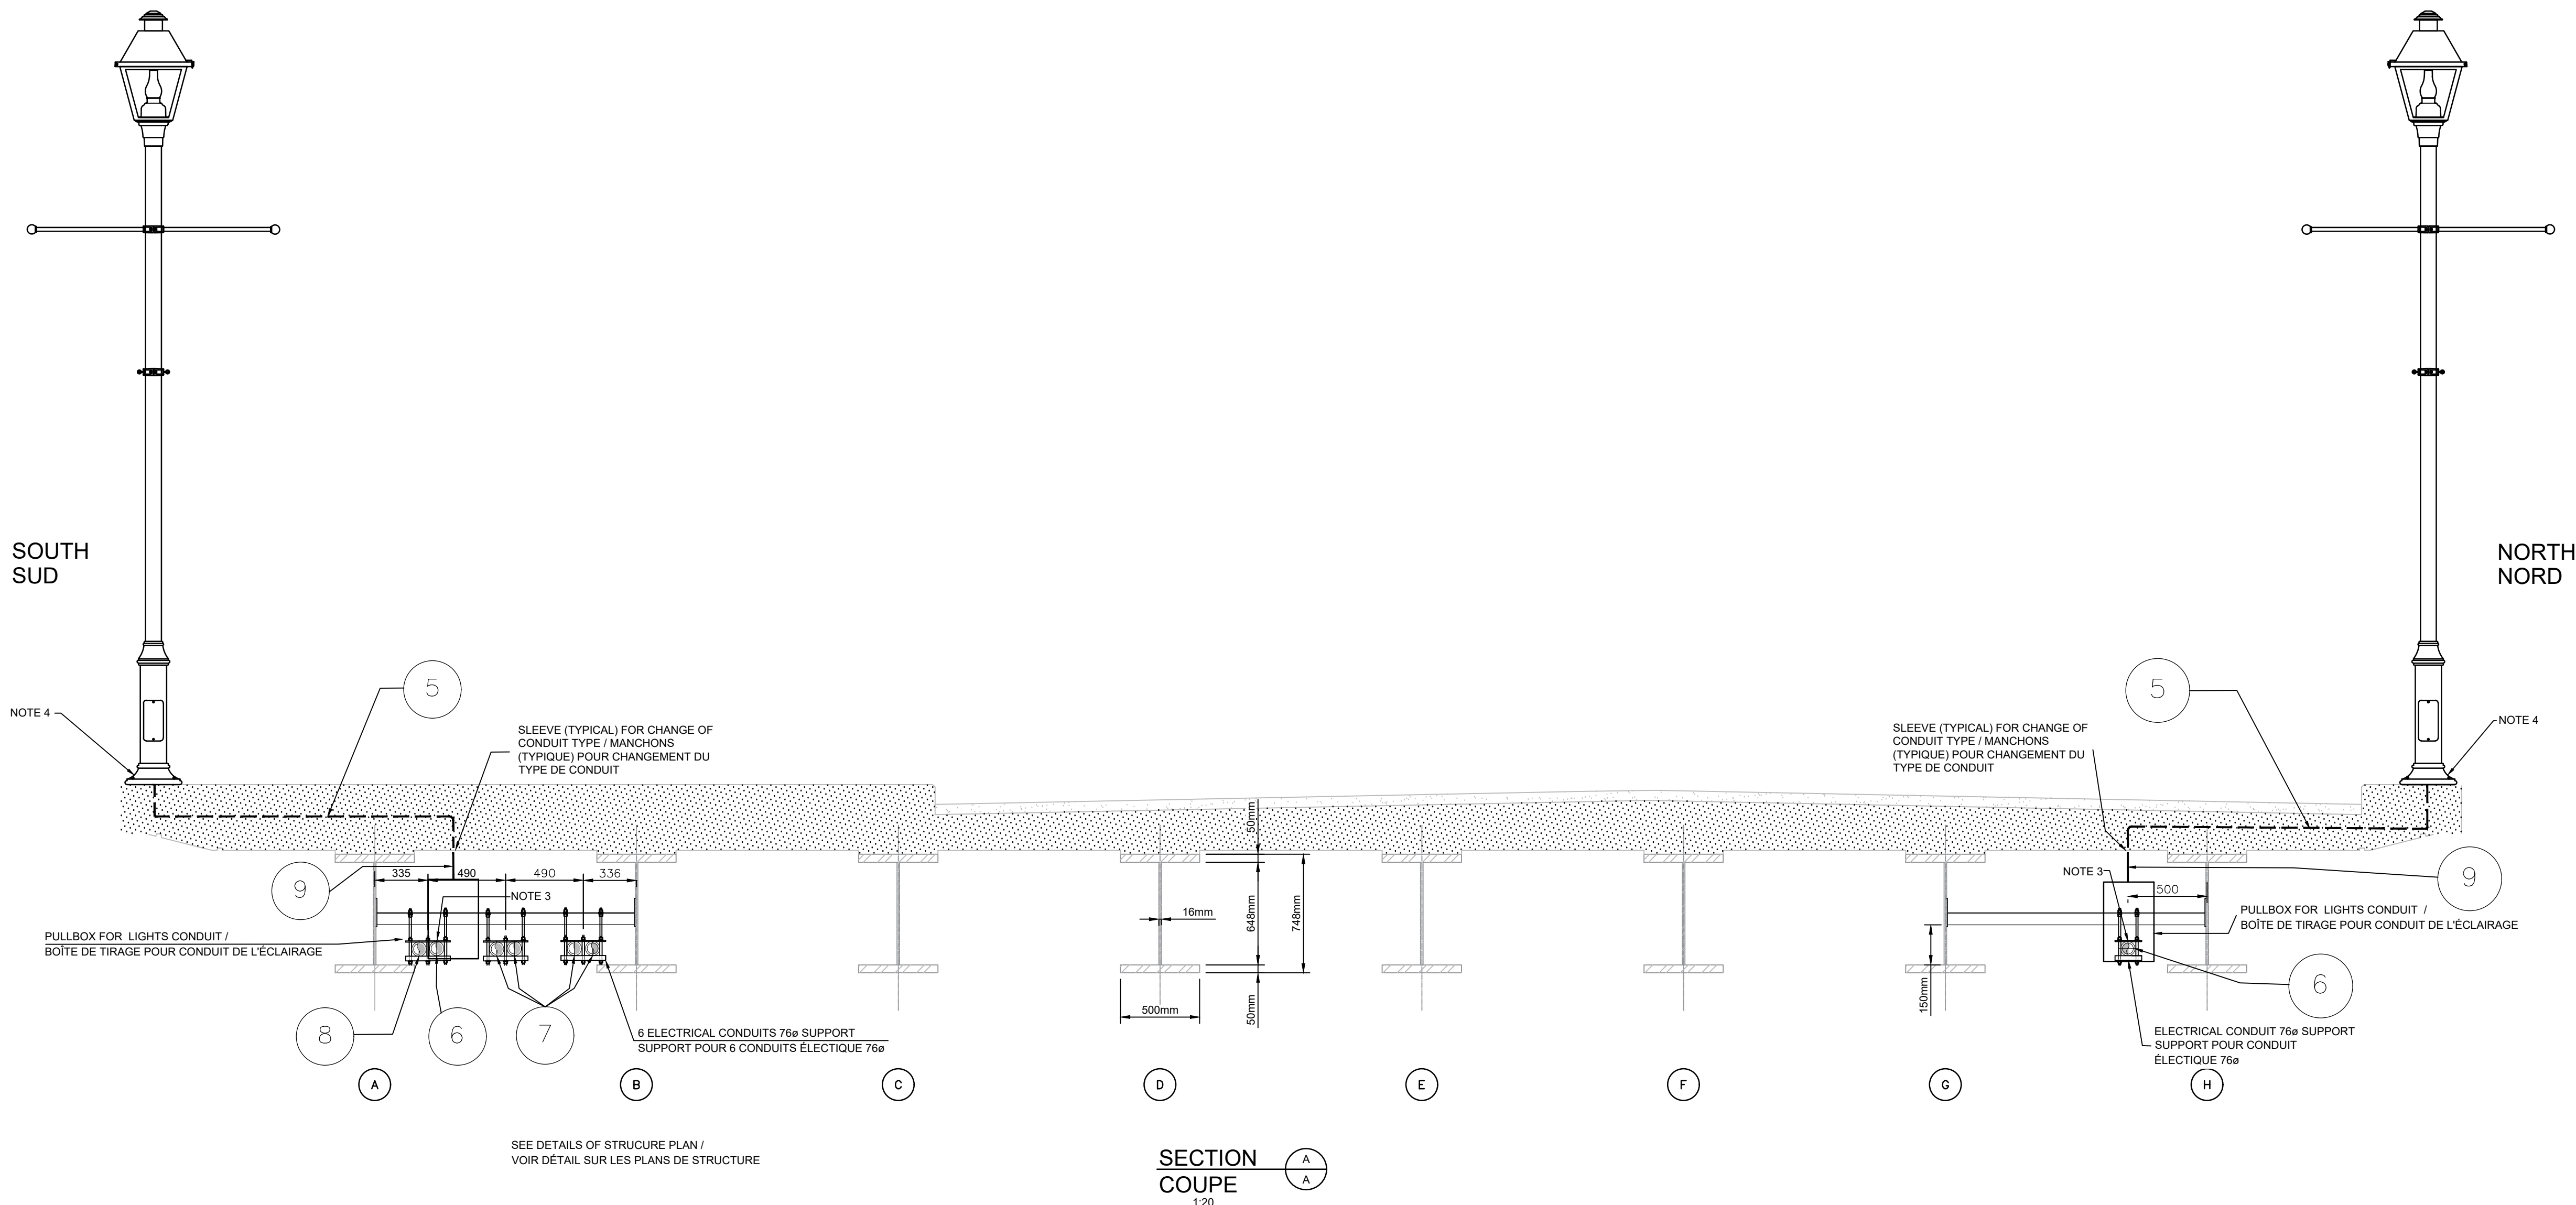 SOUTH
SUD
NORTH
NORD
5
5
NOTE 4
NOTE 4
SLEEVE (TYPICAL) FOR CHANGE OF
CONDUIT TYPE / MANCHONS
(TYPIQUE) POUR CHANGEMENT DU
TYPE DE CONDUIT
SLEEVE (TYPICAL) FOR CHANGE OF
CONDUIT TYPE / MANCHONS
(TYPIQUE) POUR CHANGEMENT DU
TYPE DE CONDUIT
50mm
9
335
490
490
336
NOTE 3
16mm
648mm
748mm
NOTE 3
500
9
PULLBOX FOR LIGHTS CONDUIT /
BOÎTE DE TIRAGE POUR CONDUIT DE L'ÉCLAIRAGE
PULLBOX FOR LIGHTS CONDUIT /
BOÎTE DE TIRAGE POUR CONDUIT DE L'ÉCLAIRAGE
8
6
7
6 ELECTRICAL CONDUITS 76ø SUPPORT
SUPPORT POUR 6 CONDUITS ÉLECTIQUE 76ø
500mm
50mm
150mm
6
ELECTRICAL CONDUIT 76ø SUPPORT
SUPPORT POUR CONDUIT
ÉLECTIQUE 76ø
A
B
C
D
E
F
G
H
SEE DETAILS OF STRUCURE PLAN /
VOIR DÉTAIL SUR LES PLANS DE STRUCTURE
SECTION
COUPE
A
A
1:20